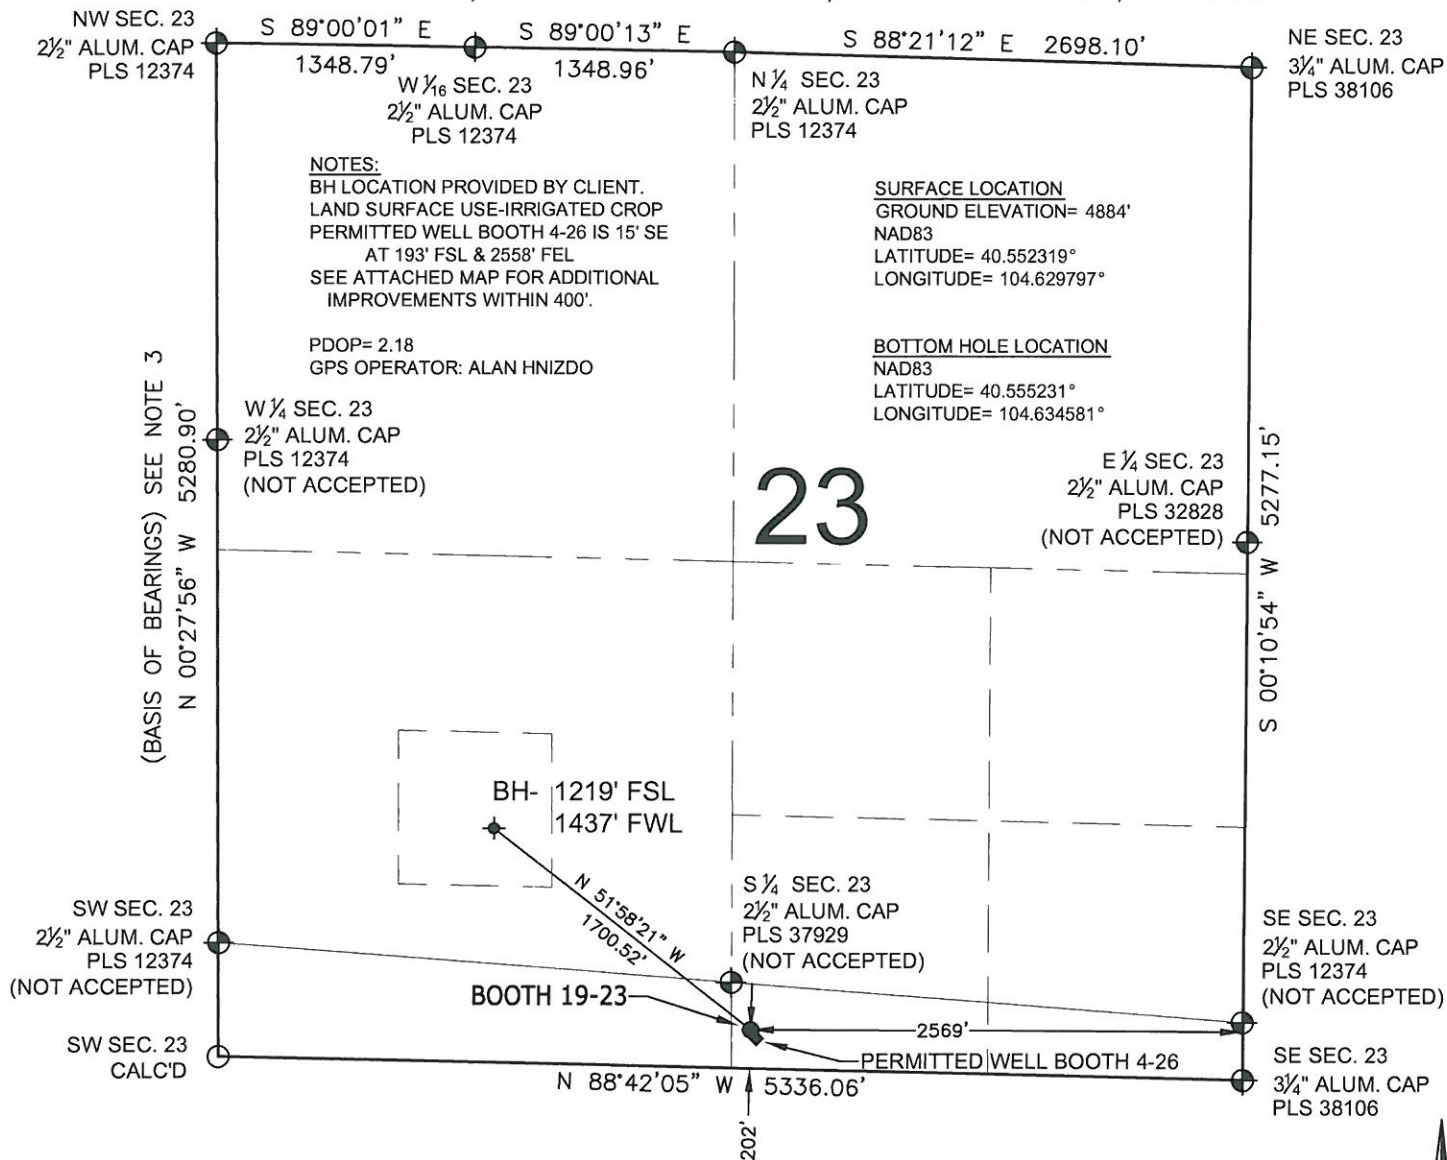 NW SEC. 23
2½" ALUM. CAP
PLS 12374
S 89°00'01" E
1348.79'
W 1/16 SEC. 23
2½" ALUM. CAP
PLS 12374
S 89°00'13" E
1348.96'
N ¼ SEC. 23
2½" ALUM. CAP
PLS 12374
S 88°21'12" E 2698.10'
NE SEC. 23
3¼" ALUM. CAP
PLS 38106
NOTES:
BH LOCATION PROVIDED BY CLIENT.
LAND SURFACE USE-IRRIGATED CROP
PERMITTED WELL BOOTH 4-26 IS 15' SE
AT 193' FSL & 2558' FEL
SEE ATTACHED MAP FOR ADDITIONAL
IMPROVEMENTS WITHIN 400'.
PDOP= 2.18
GPS OPERATOR: ALAN HNIZDO
SURFACE LOCATION
GROUND ELEVATION= 4884'
NAD83
LATITUDE= 40.552319°
LONGITUDE= 104.629797°
BOTTOM HOLE LOCATION
NAD83
LATITUDE= 40.555231°
LONGITUDE= 104.634581°
(BASIS OF BEARINGS) SEE NOTE 3
N 00°27'56" W 5280.90'
W ¼ SEC. 23
2½" ALUM. CAP
PLS 12374
(NOT ACCEPTED)
23
E ¼ SEC. 23
2½" ALUM. CAP
PLS 32828
(NOT ACCEPTED)
S 00°10'54" W 5277.15'
BH- 1219' FSL
1437' FWL
N 51°58'21" W
1700.52'
S ¼ SEC. 23
2½" ALUM. CAP
PLS 37929
(NOT ACCEPTED)
SW SEC. 23
2½" ALUM. CAP
PLS 12374
(NOT ACCEPTED)
SE SEC. 23
2½" ALUM. CAP
PLS 12374
(NOT ACCEPTED)
BOOTH 19-23
2569'
PERMITTED WELL BOOTH 4-26
SW SEC. 23
CALC'D
N 88°42'05" W 5336.06'
SE SEC. 23
3¼" ALUM. CAP
PLS 38106
202'